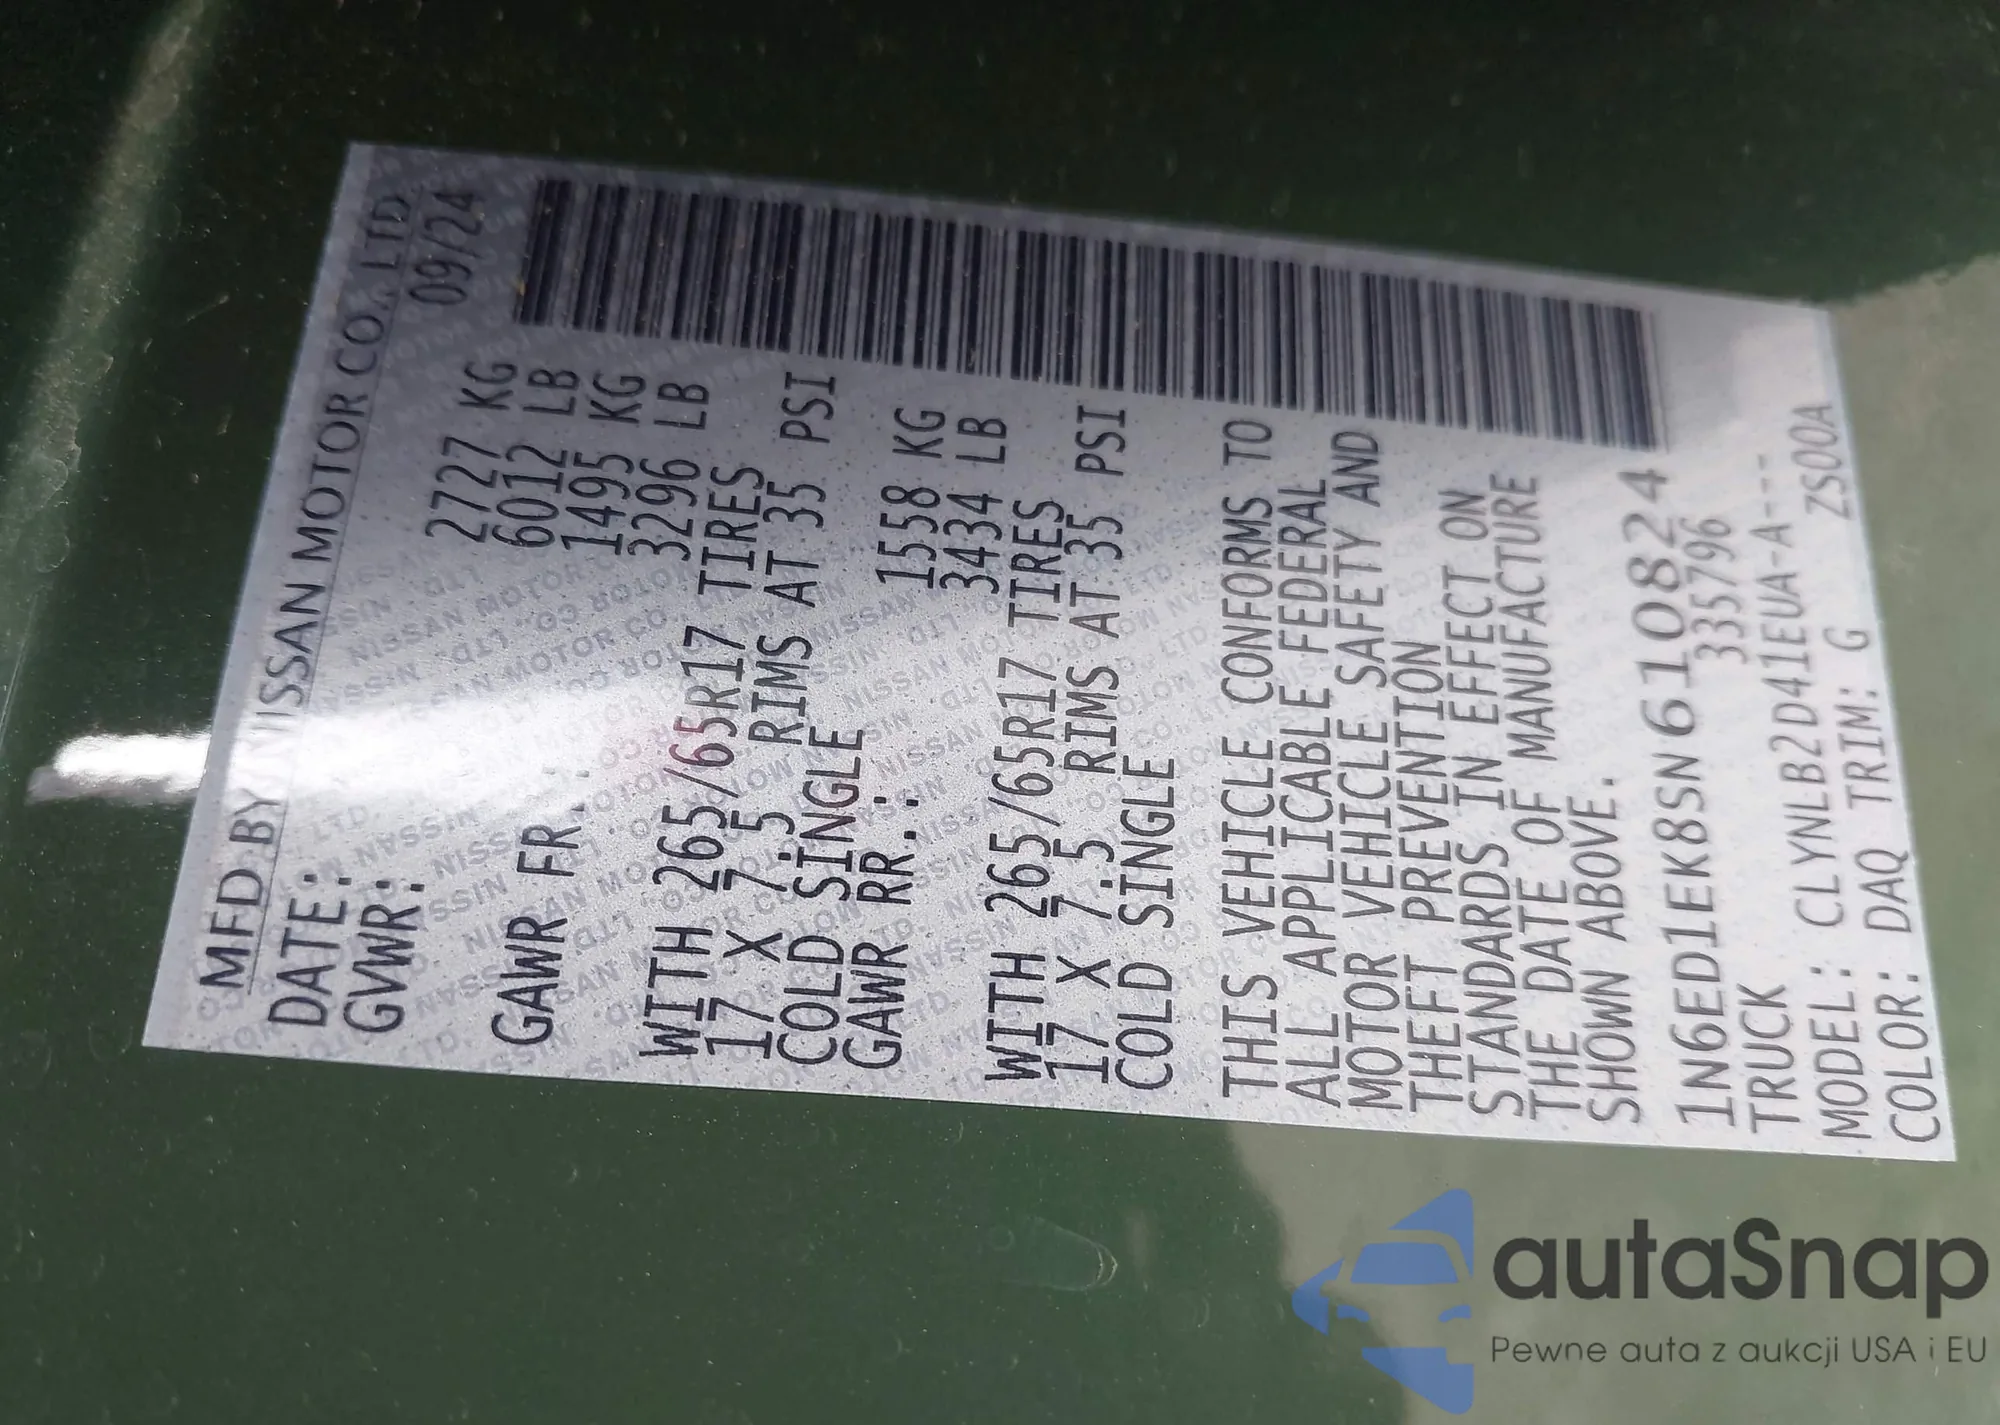 MFD BY NISSAN MOTOR CO., LTD.
DATE: 09/24
GVWR: 2727 KG
6012 LB
GAWR FR.: 1495 KG
3296 LB
WITH 265/65R17 TIRES
17 X 7.5 RIMS AT 35 PSI
COLD SINGLE
GAWR RR.: 1558 KG
3434 LB
WITH 265/65R17 TIRES
17 X 7.5 RIMS AT 35 PSI
COLD SINGLE
THIS VEHICLE CONFORMS TO
ALL APPLICABLE FEDERAL
MOTOR VEHICLE SAFETY AND
THEFT PREVENTION
STANDARDS IN EFFECT ON
THE DATE OF MANUFACTURE
SHOWN ABOVE.
1N6ED1EK8SN610824
TRUCK 335796
MODEL: CLYNLB2D41EUA-A---
COLOR: DAQ TRIM: G ZS00A
autaSnap
Pewne auta z aukcji USA i EU